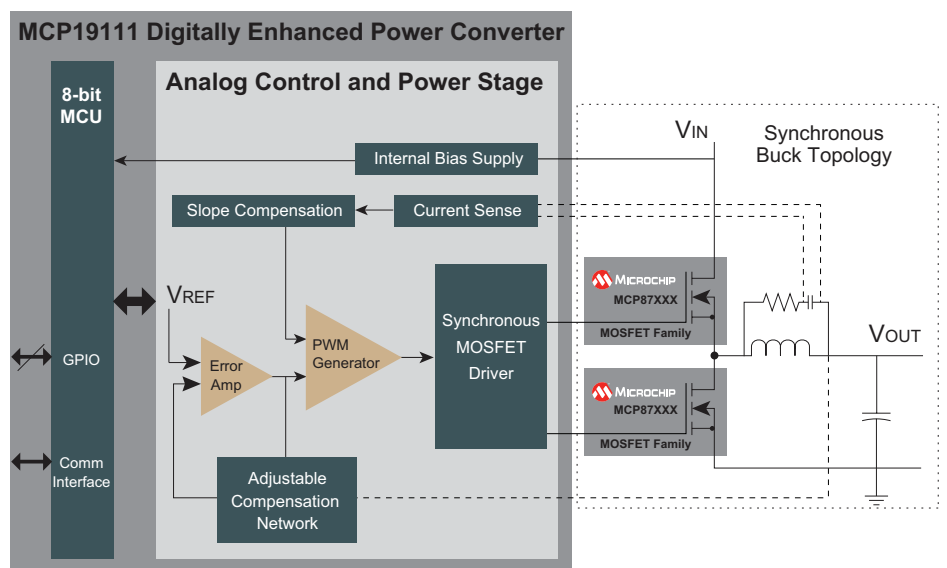 MCP19111 Digitally Enhanced Power Converter
8-bit
MCU
GPIO
Comm
Interface
Analog Control and Power Stage
Internal Bias Supply
Slope Compensation
Current Sense
VREF
Error
Amp
PWM
Generator
Synchronous
MOSFET
Driver
Adjustable
Compensation
Network
VIN
Synchronous
Buck Topology
MICROCHIP
MCP87XXX
MOSFET Family
VOUT
MICROCHIP
MCP87XXX
MOSFET Family